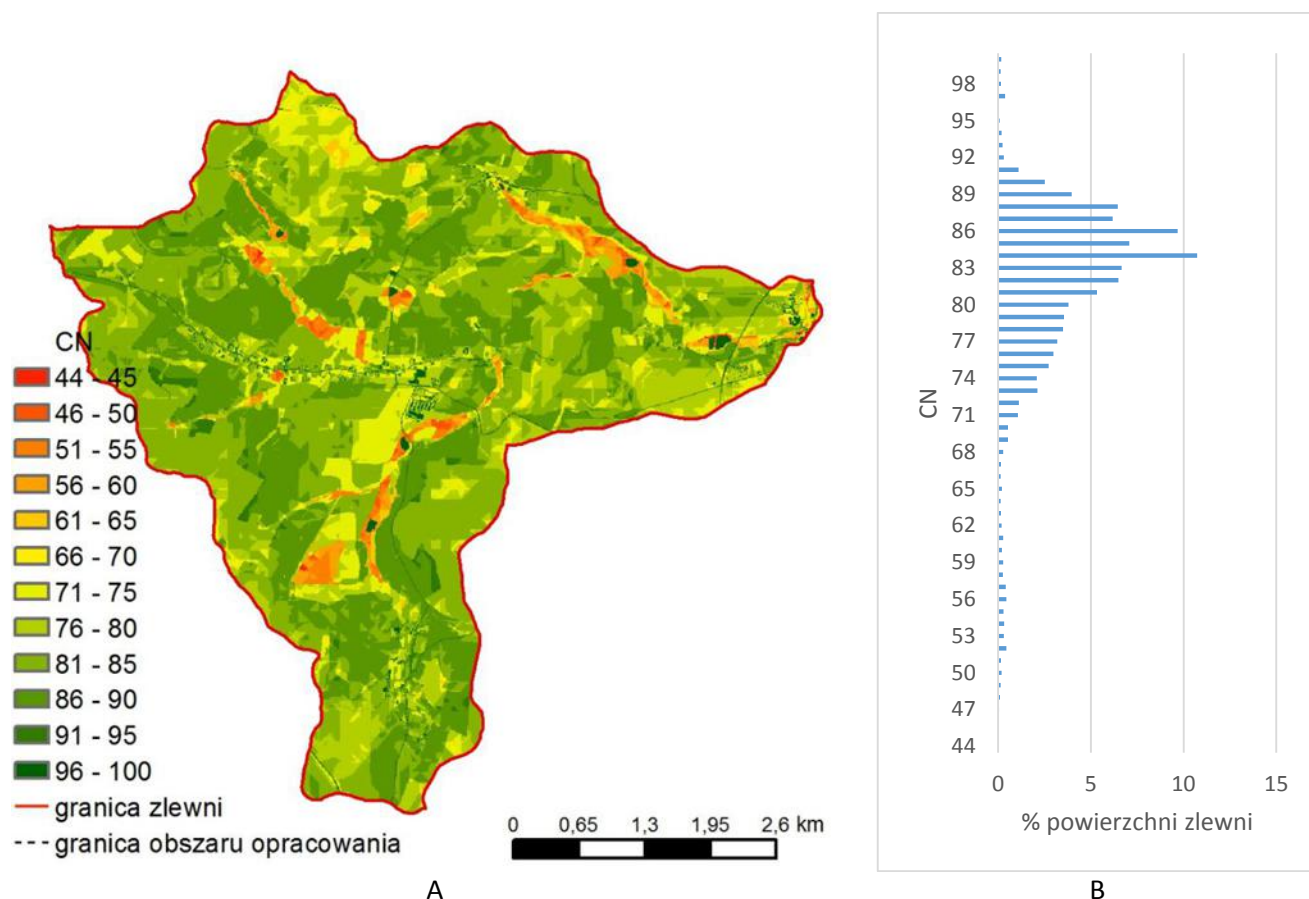 CN
44 - 45
46 - 50
51 - 55
56 - 60
61 - 65
66 - 70
71 - 75
76 - 80
81 - 85
86 - 90
91 - 95
96 - 100
granica zlewni
granica obszaru opracowania
0 0,65 1,3 1,95 2,6 km
A
98
95
92
89
86
83
80
77
74
71
68
65
62
59
56
53
50
47
44
CN
0 5 10 15
% powierzchni zlewni
B